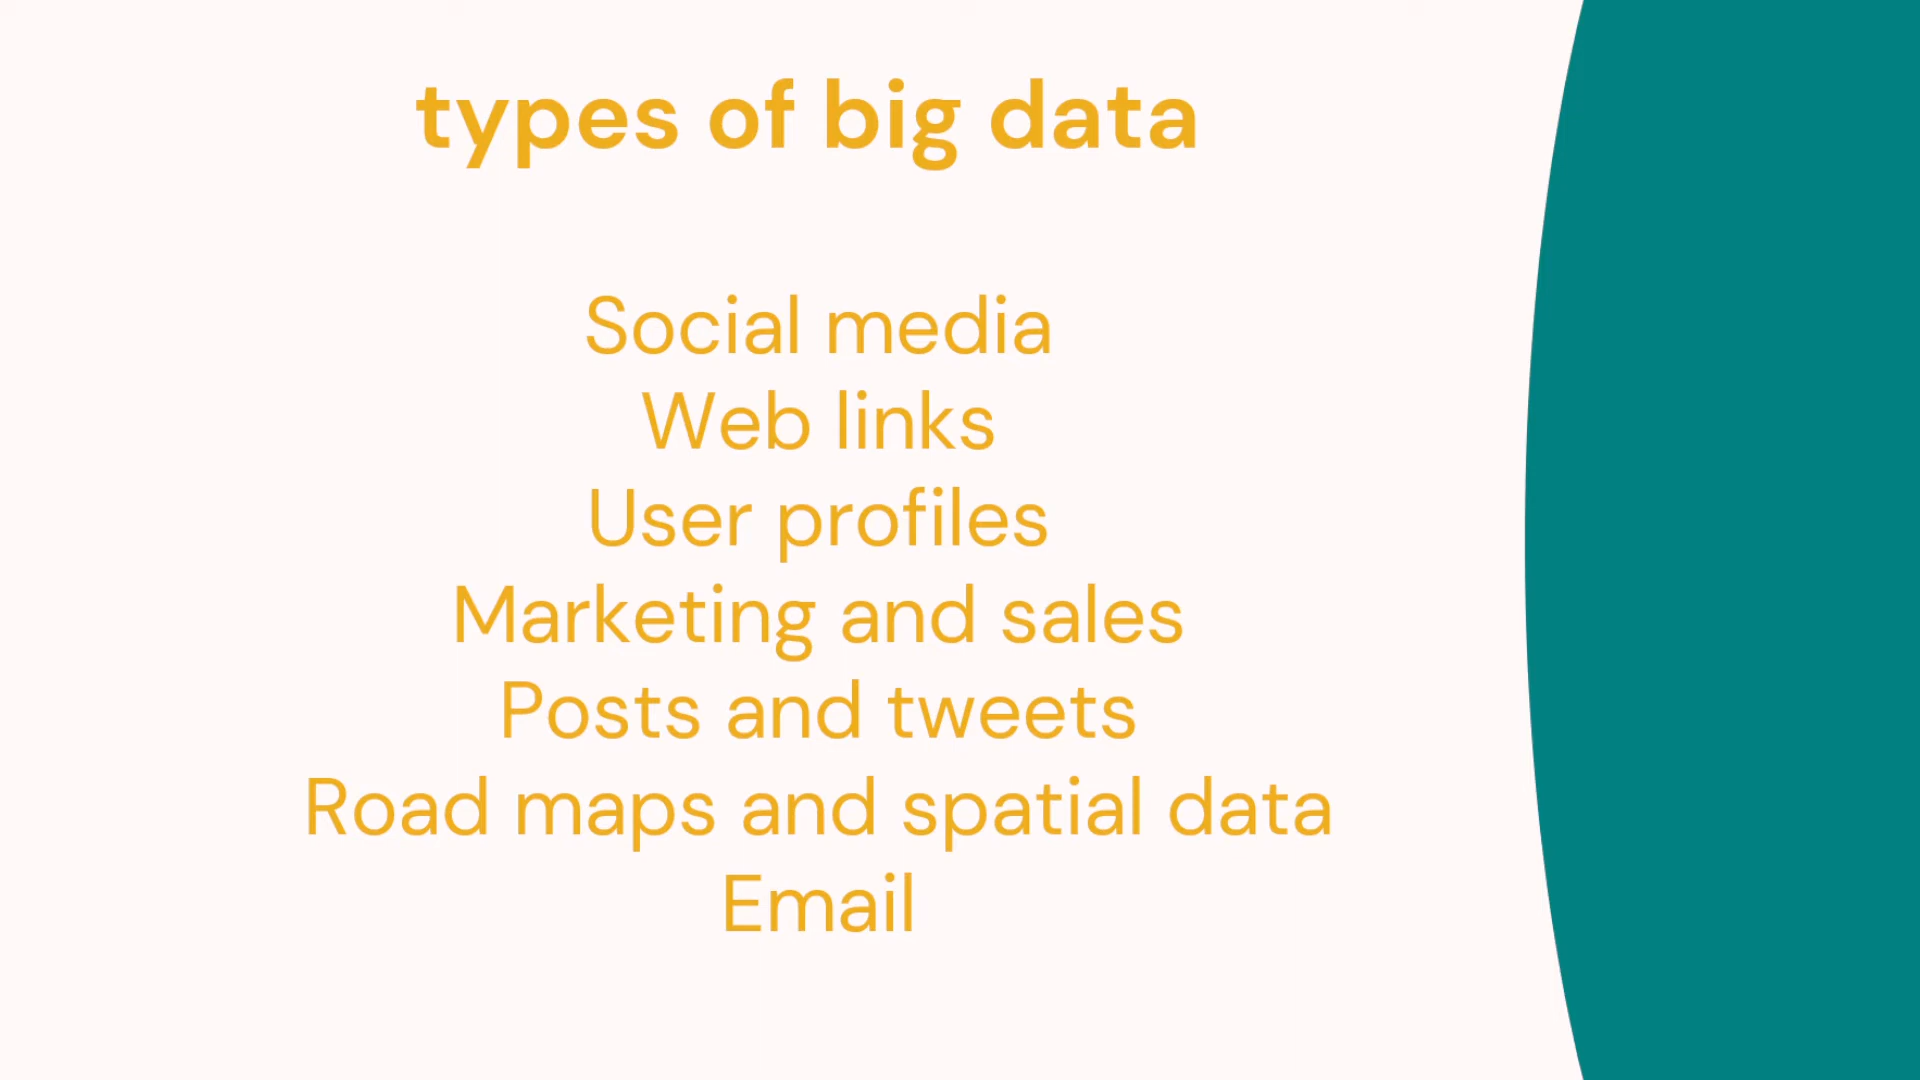 types of big data
Social media
Web links
User profiles
Marketing and sales
Posts and tweets
Road maps and spatial data
Email